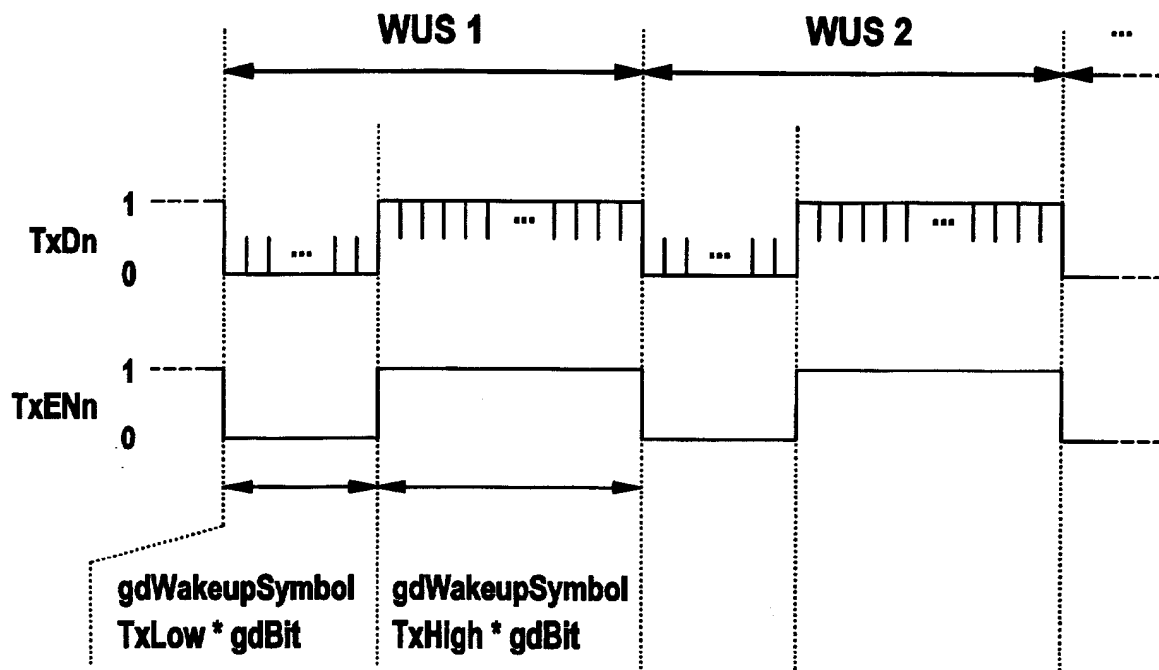 WUS 1
WUS 2
...
1
TxDn
0
...
...
...
...
1
TxENn
0
gdWakeupSymbol
TxLow * gdBit
gdWakeupSymbol
TxHigh * gdBit